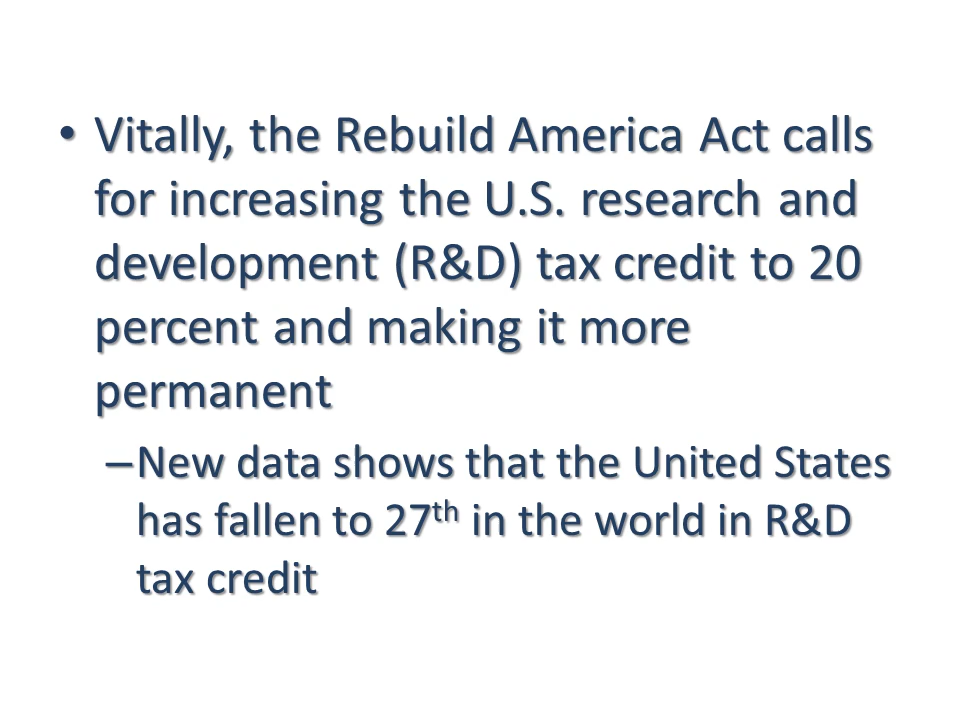 • Vitally, the Rebuild America Act calls
for increasing the U.S. research and
development (R&D) tax credit to 20
percent and making it more
permanent
–New data shows that the United States
has fallen to 27th in the world in R&D
tax credit